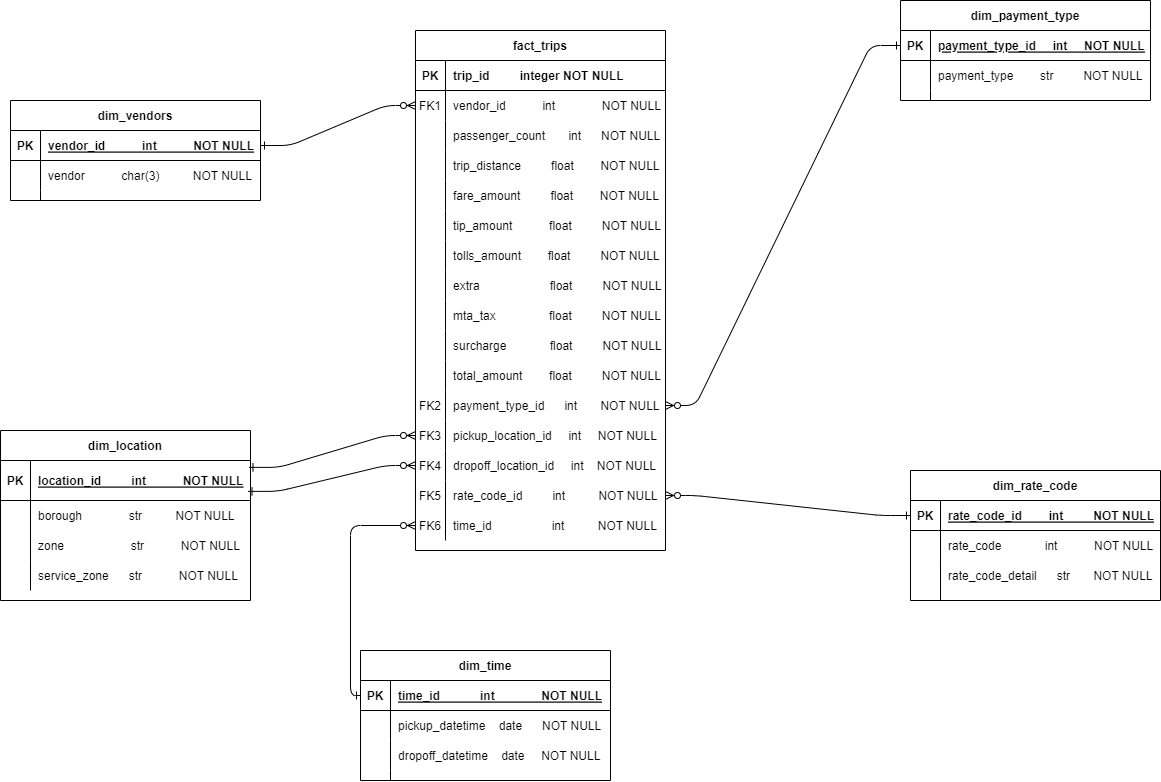 dim_payment_type
PK payment_type_id int NOT NULL
payment_type str NOT NULL
fact_trips
PK trip_id integer NOT NULL
FK1 vendor_id int NOT NULL
passenger_count int NOT NULL
trip_distance float NOT NULL
fare_amount float NOT NULL
tip_amount float NOT NULL
tolls_amount float NOT NULL
extra float NOT NULL
mta_tax float NOT NULL
surcharge float NOT NULL
total_amount float NOT NULL
FK2 payment_type_id int NOT NULL
FK3 pickup_location_id int NOT NULL
FK4 dropoff_location_id int NOT NULL
FK5 rate_code_id int NOT NULL
FK6 time_id int NOT NULL
dim_vendors
PK vendor_id int NOT NULL
vendor char(3) NOT NULL
dim_location
PK location_id int NOT NULL
borough str NOT NULL
zone str NOT NULL
service_zone str NOT NULL
dim_rate_code
PK rate_code_id int NOT NULL
rate_code int NOT NULL
rate_code_detail str NOT NULL
dim_time
PK time_id int NOT NULL
pickup_datetime date NOT NULL
dropoff_datetime date NOT NULL